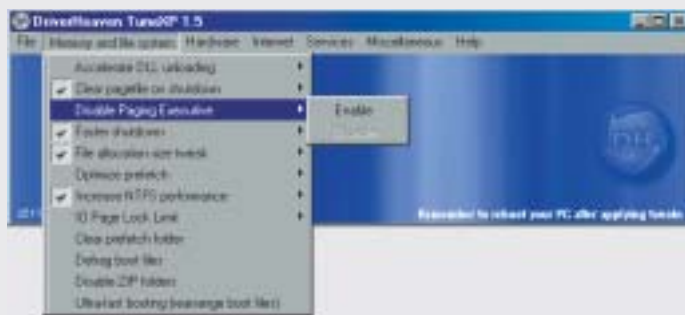 DriverHeaven TuneXP 1.5
File Memory and file system Hardware Internet Services Miscellaneous Help
Accelerate DLL unloading
Clear pagefile on shutdown
Disable Paging Executive
Enable
Faster shutdown
File allocation size tweak
Optimize prefetch
Increase NTFS performance
IO Page Lock Limit
Remember to reboot your PC after applying tweaks
Clear prefetch folder
Defrag boot files
Disable ZIP folders
Ultra-fast booting (rearrange boot files)